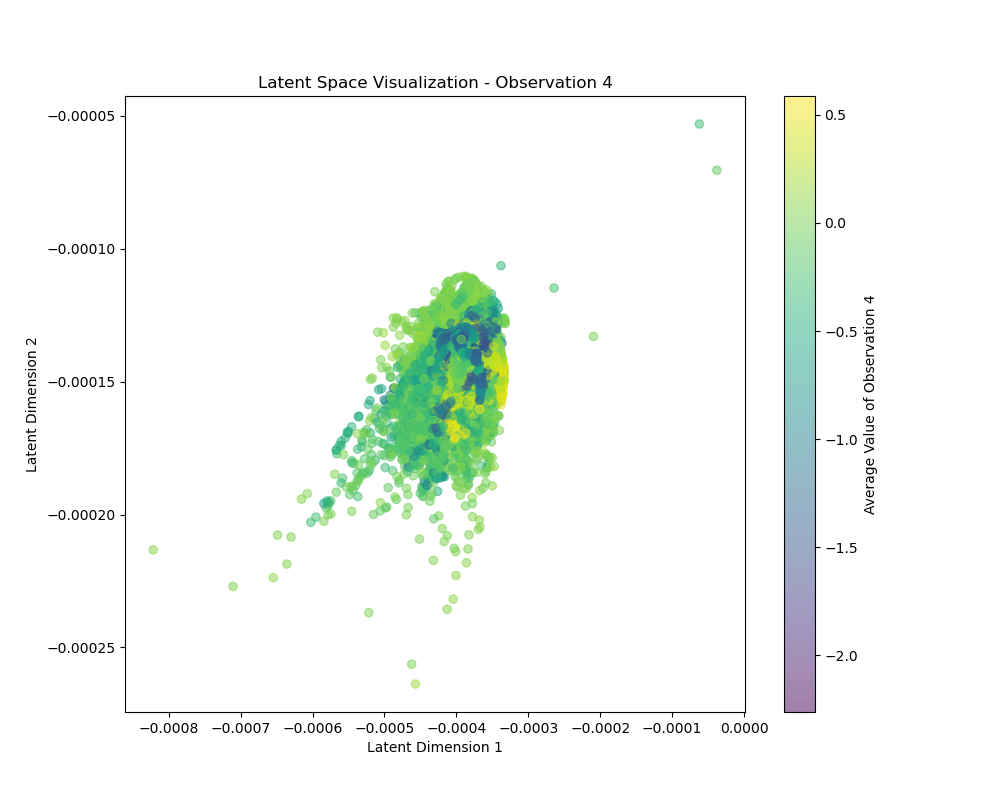 Latent Space Visualization - Observation 4
−0.00005
−0.00010
−0.00015
−0.00020
−0.00025
Latent Dimension 2
−0.0008 −0.0007 −0.0006 −0.0005 −0.0004 −0.0003 −0.0002 −0.0001 0.0000
Latent Dimension 1
0.5
0.0
−0.5
−1.0
−1.5
−2.0
Average Value of Observation 4